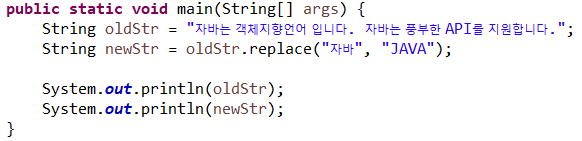 public static void main(String[] args) {
String oldStr = "자바는 객체지향언어 입니다. 자바는 풍부한 API를 지원합니다.";
String newStr = oldStr.replace("자바", "JAVA");
System.out.println(oldStr);
System.out.println(newStr);
}